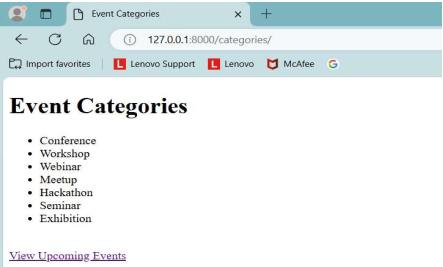 Event Categories
127.0.0.1:8000/categories/
Import favorites
Lenovo Support
Lenovo
McAfee
Event Categories
Conference
Workshop
Webinar
Meetup
Hackathon
Seminar
Exhibition
View Upcoming Events